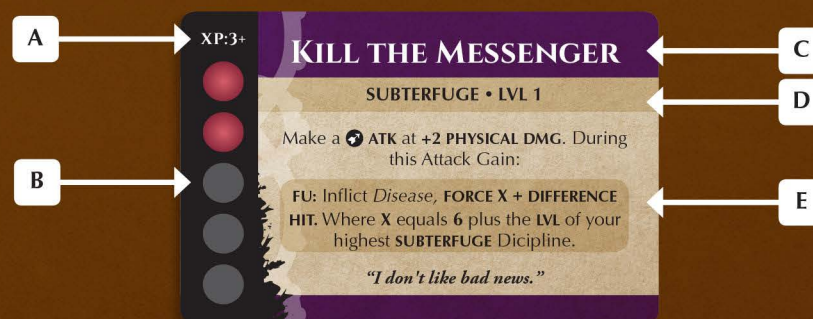 A
XP:3+
KILL THE MESSENGER
C
SUBTERFUGE • LVL 1
D
Make a ATK at +2 PHYSICAL DMG. During
this Attack Gain:
B
FU: Inflict Disease, FORCE X + DIFFERENCE
HIT. Where X equals 6 plus the LVL of your
highest SUBTERFUGE Dicipline.
E
“I don't like bad news.”